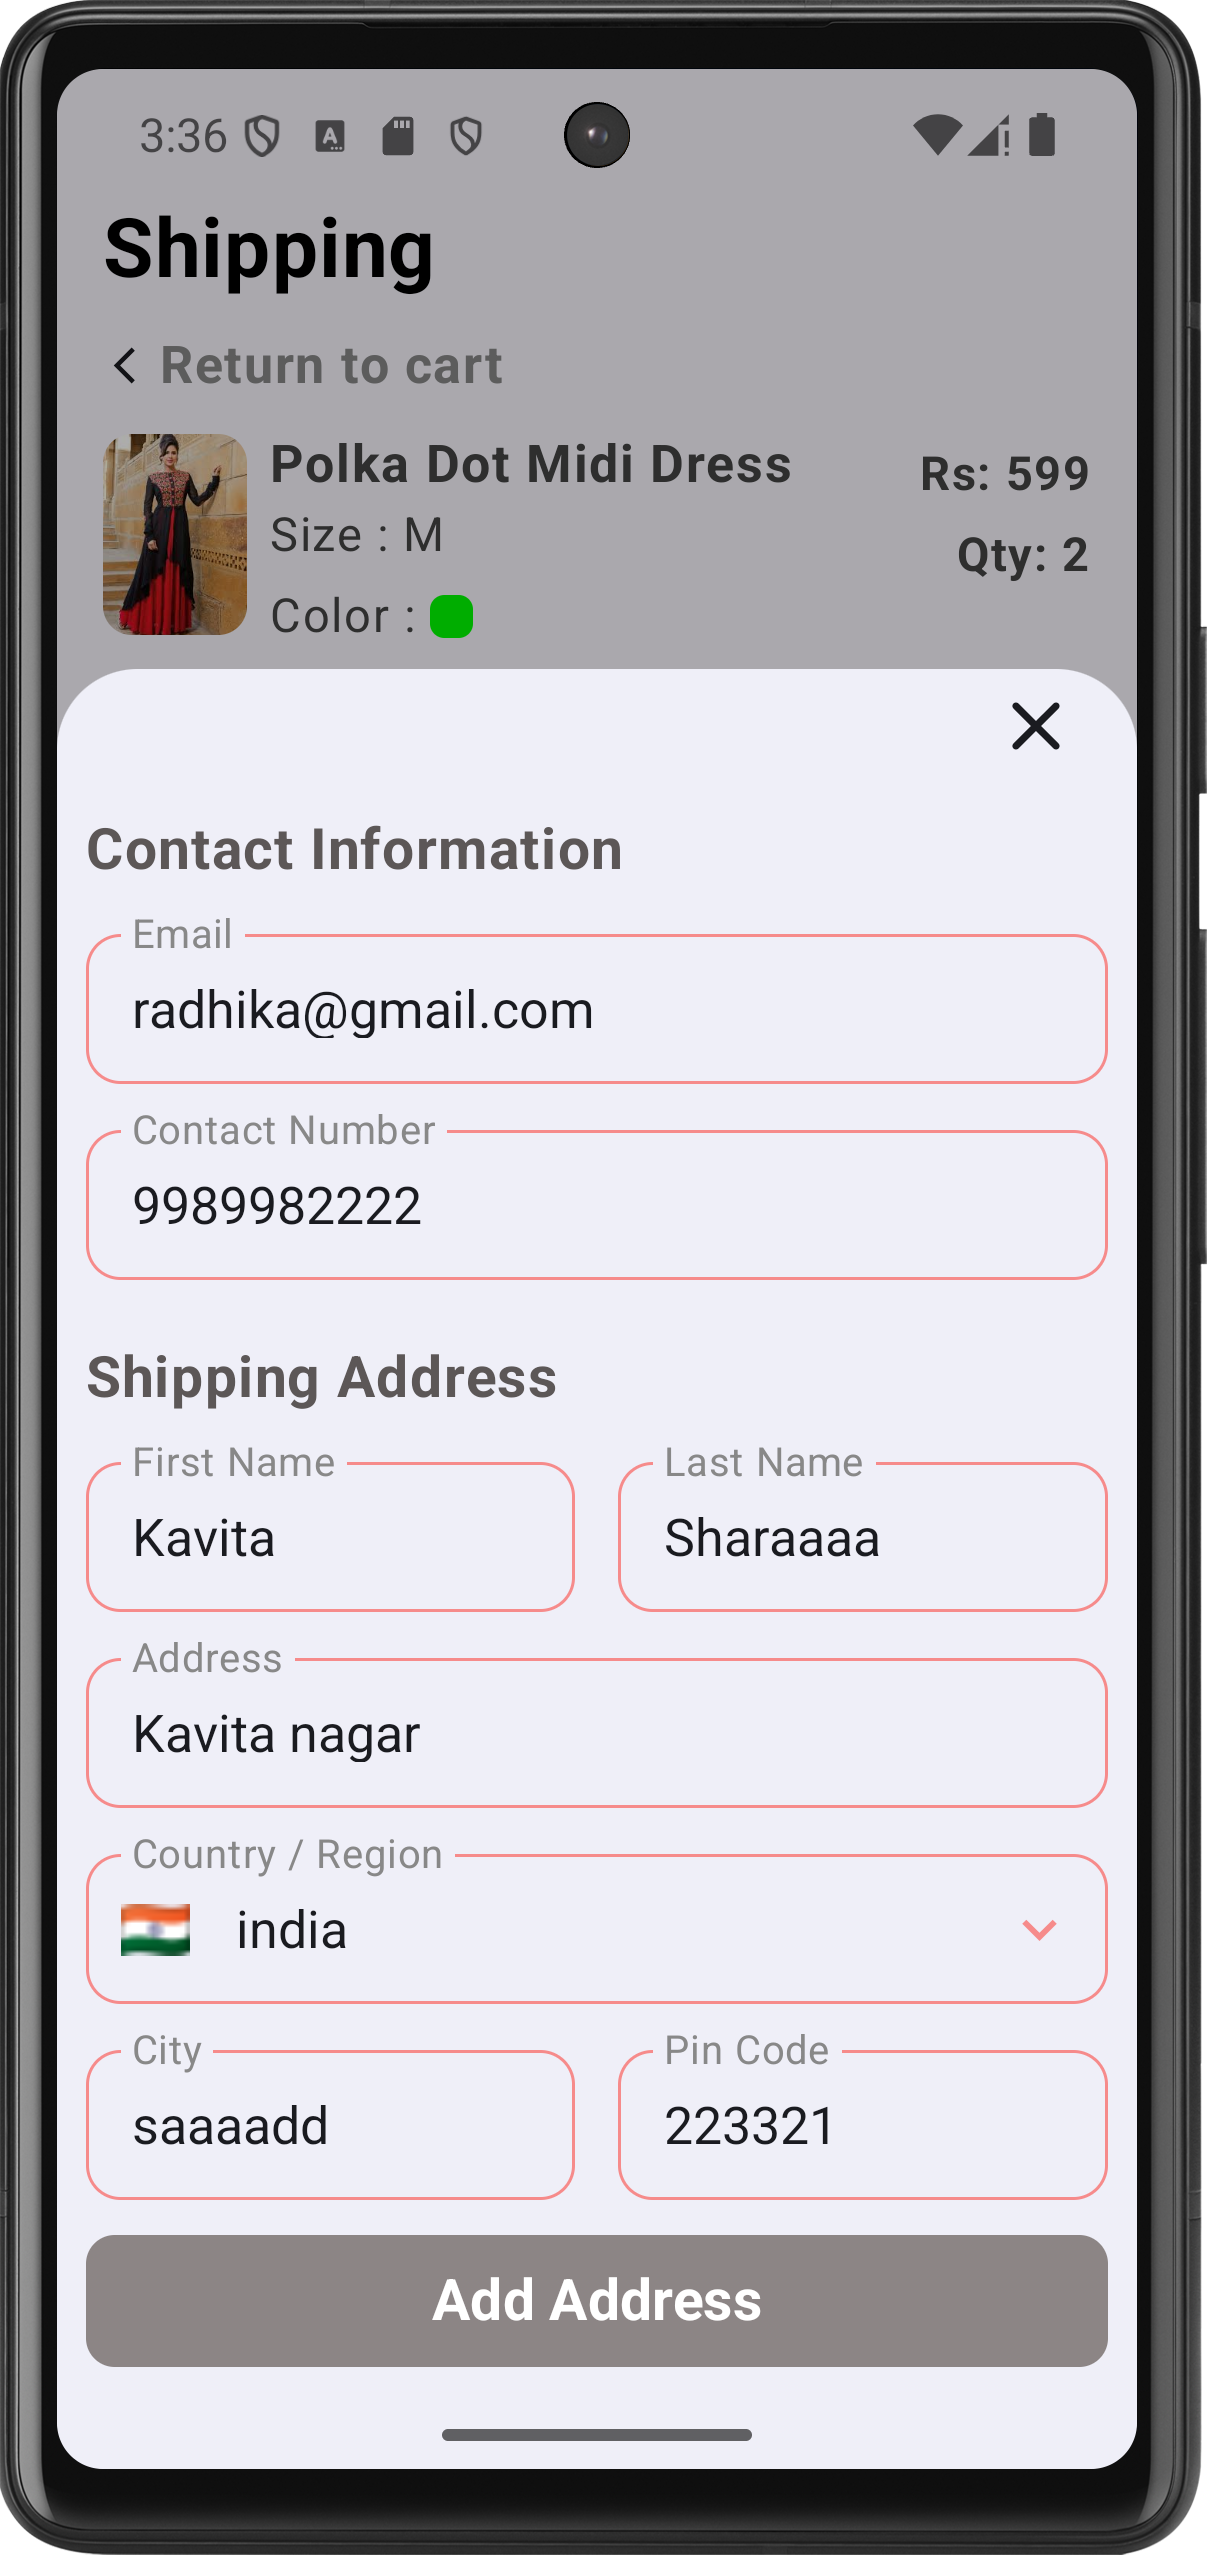 3:36
Shipping
Return to cart
Polka Dot Midi Dress
Rs: 599
Size : M
Qty: 2
Color :
Contact Information
Email
radhika@gmail.com
Contact Number
9989982222
Shipping Address
First Name
Last Name
Kavita
Sharaaaa
Address
Kavita nagar
Country / Region
india
City
Pin Code
saaaadd
223321
Add Address